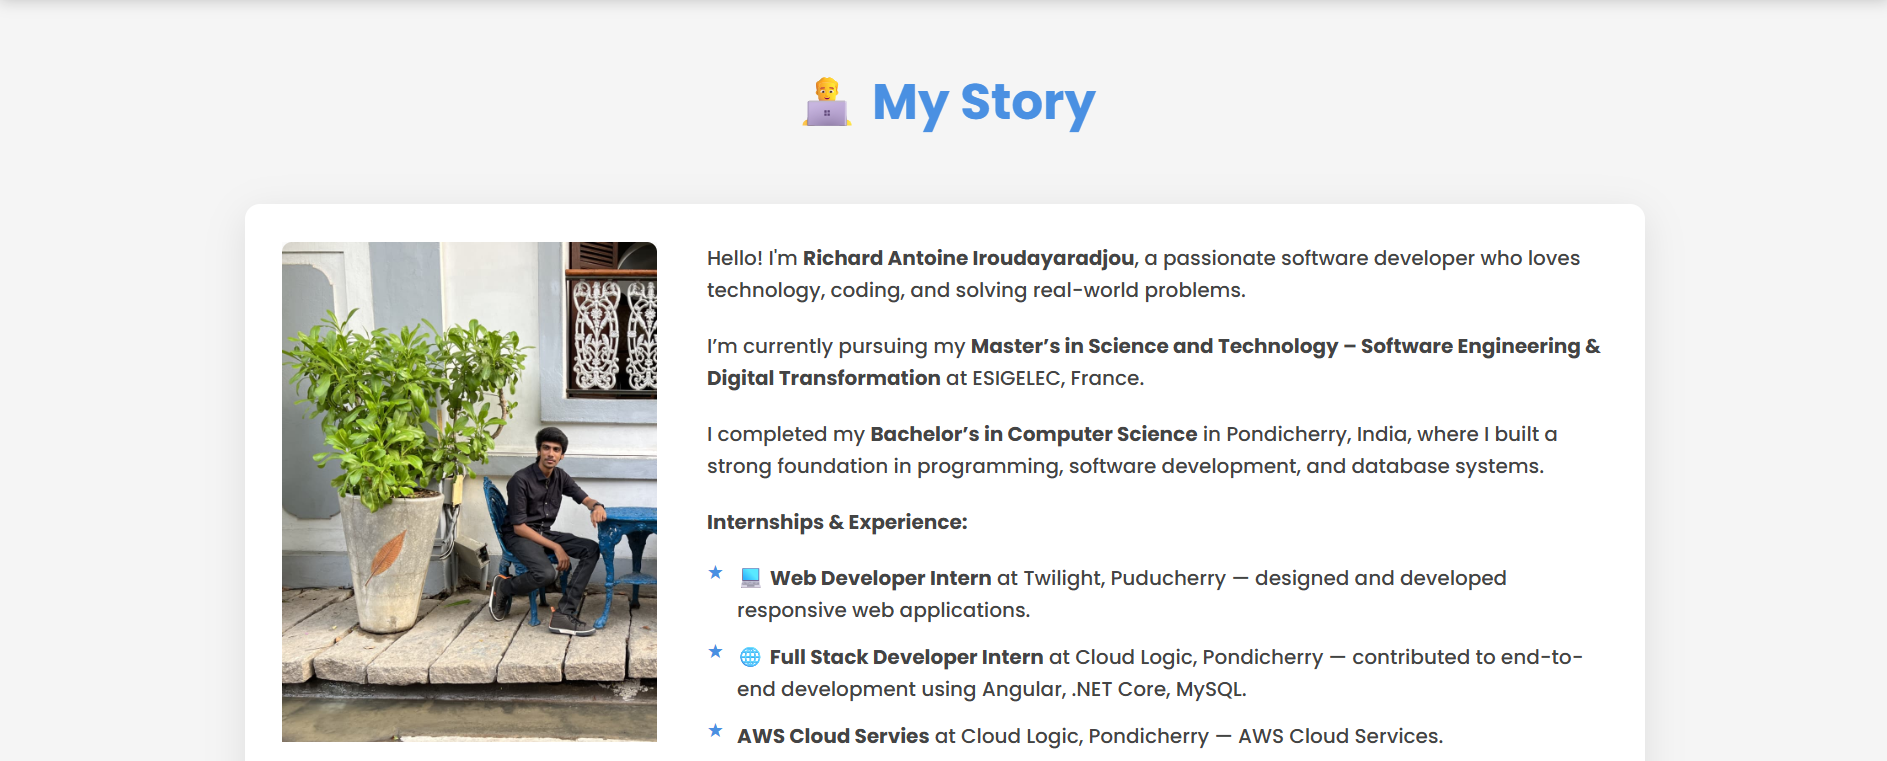 My Story
Hello! I'm Richard Antoine Iroudayaradjou, a passionate software developer who loves
technology, coding, and solving real-world problems.
I’m currently pursuing my Master’s in Science and Technology – Software Engineering &
Digital Transformation at ESIGELEC, France.
I completed my Bachelor’s in Computer Science in Pondicherry, India, where I built a
strong foundation in programming, software development, and database systems.
Internships & Experience:
Web Developer Intern at Twilight, Puducherry — designed and developed
responsive web applications.
Full Stack Developer Intern at Cloud Logic, Pondicherry — contributed to end-to-
end development using Angular, .NET Core, MySQL.
AWS Cloud Servies at Cloud Logic, Pondicherry — AWS Cloud Services.